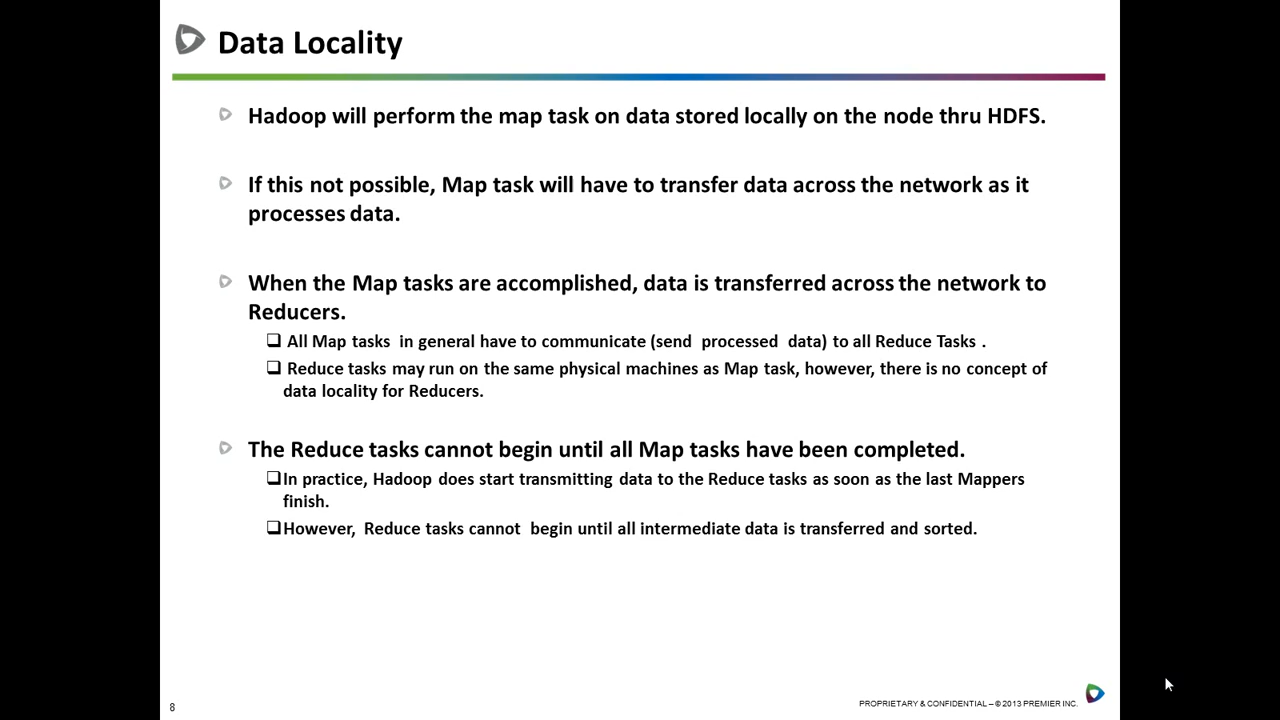 Data Locality
Hadoop will perform the map task on data stored locally on the node thru HDFS.
If this not possible, Map task will have to transfer data across the network as it
processes data.
When the Map tasks are accomplished, data is transferred across the network to
Reducers.
All Map tasks in general have to communicate (send processed data) to all Reduce Tasks .
Reduce tasks may run on the same physical machines as Map task, however, there is no concept of
data locality for Reducers.
The Reduce tasks cannot begin until all Map tasks have been completed.
In practice, Hadoop does start transmitting data to the Reduce tasks as soon as the last Mappers
finish.
However, Reduce tasks cannot begin until all intermediate data is transferred and sorted.
8
PROPRIETARY & CONFIDENTIAL – © 2013 PREMIER INC.